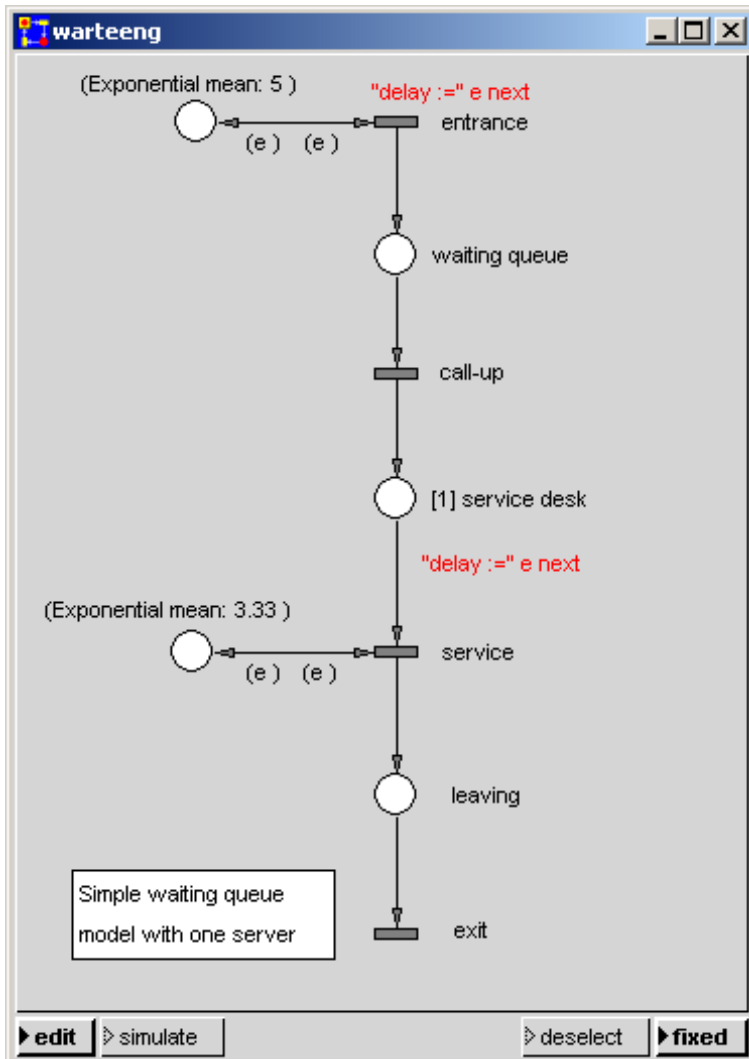 warteeng
(Exponential mean: 5 )
"delay :=" e next
entrance
(e ) (e )
waiting queue
call-up
[1] service desk
"delay :=" e next
(Exponential mean: 3.33 )
service
(e ) (e )
leaving
Simple waiting queue
model with one server
exit
edit simulate deselect fixed